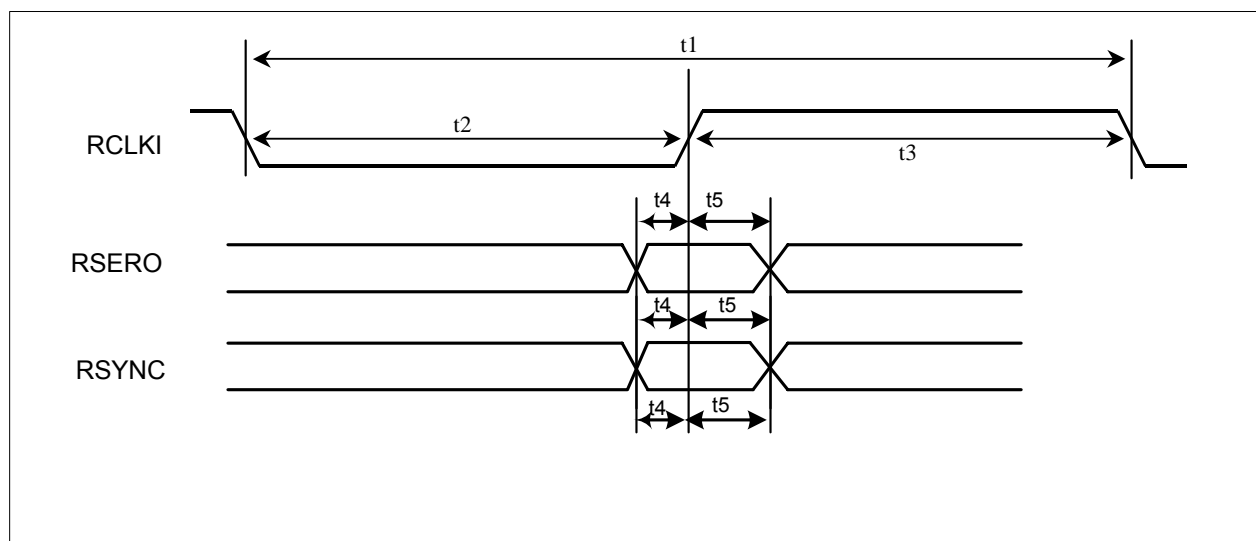 t1
RCLKI
t2
t3
t4 t5
RSERO
t4 t5
RSYNC
t4 t5